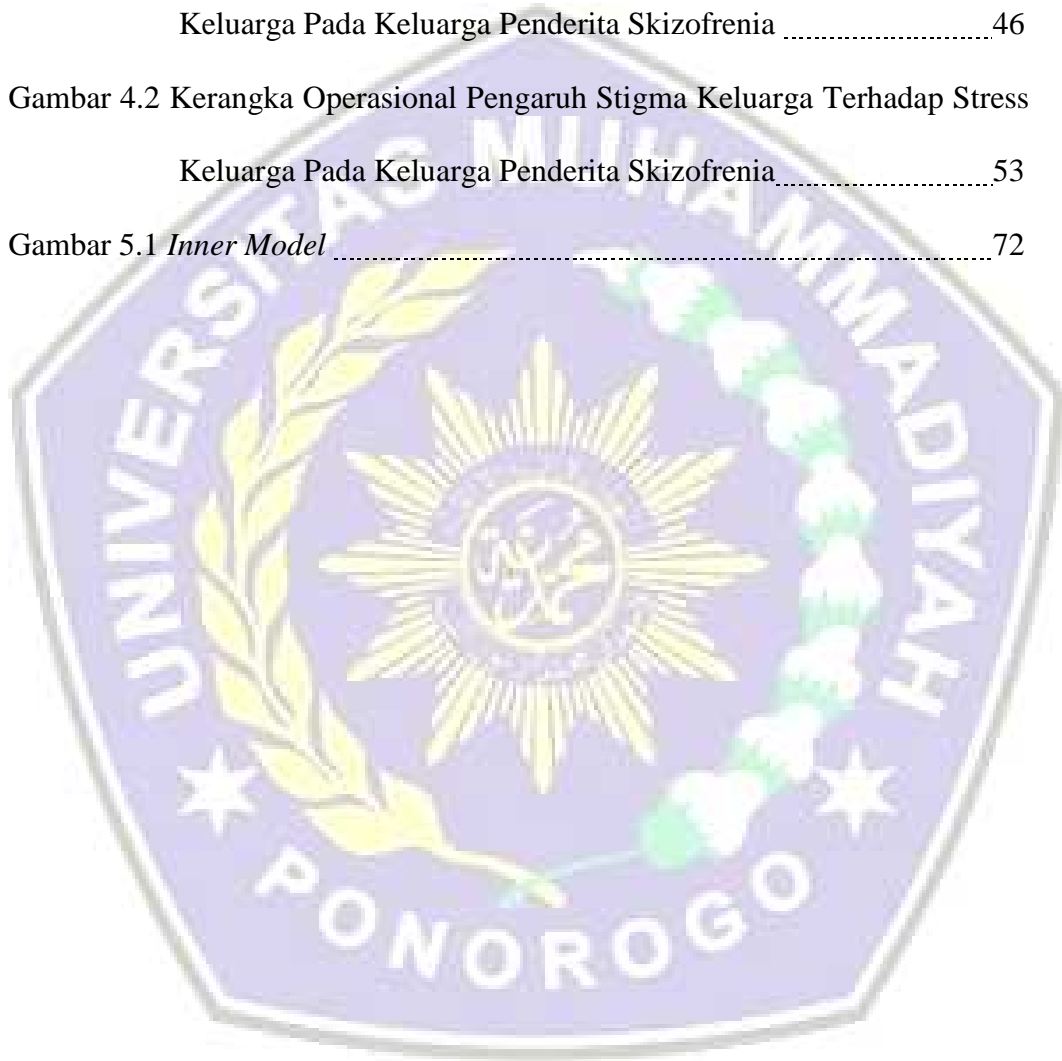 Keluarga Pada Keluarga Penderita Skizofrenia ........................ 46
Gambar 4.2 Kerangka Operasional Pengaruh Stigma Keluarga Terhadap Stress
Keluarga Pada Keluarga Penderita Skizofrenia ........................ 53
Gambar 5.1 Inner Model ........................ 72
UNIVERSITAS MUHAMMADIYAH
PONOROGO